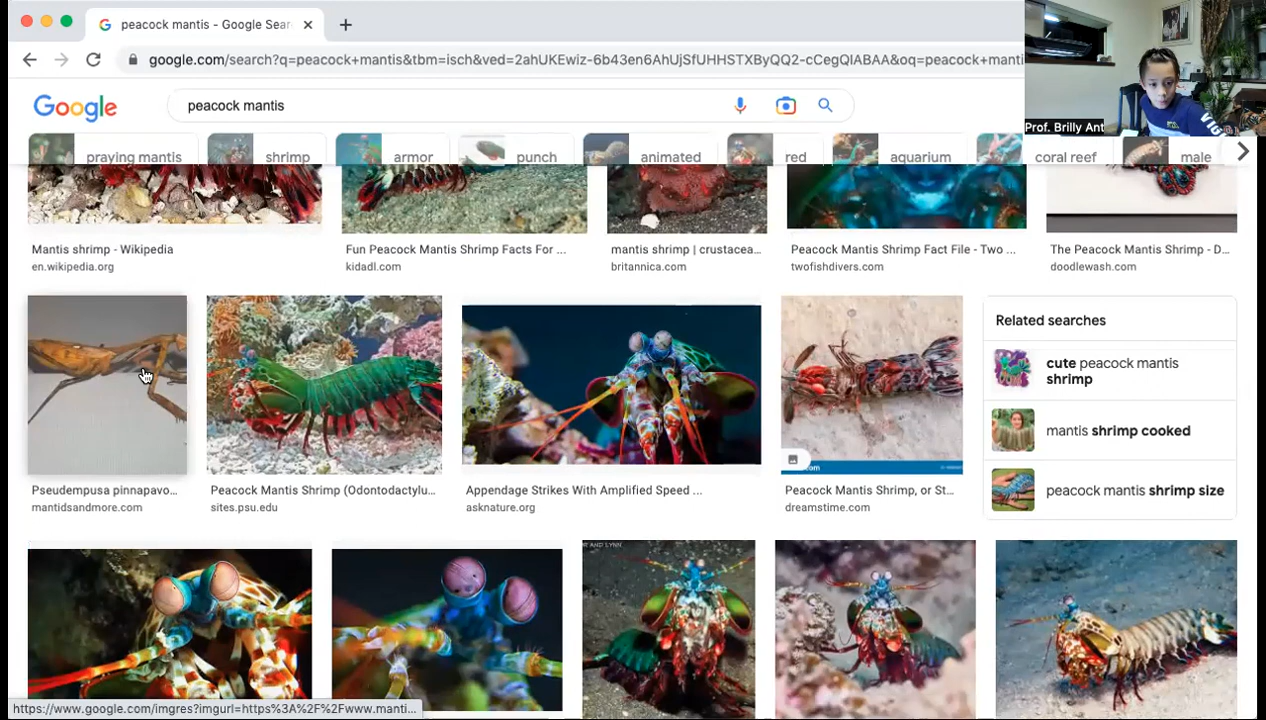 peacock mantis - Google Sear
google.com/search?q=peacock+mantis&tbm=isch&ved=2ahUKEwiz-6b43en6AhUjSfUHHSTXByQQ2-cCegQIABAA&oq=peacock+manti
Prof. Brilly Ant
Google
peacock mantis
praying mantis
shrimp
armor
punch
animated
red
aquarium
coral reef
male
Mantis shrimp - Wikipedia
en.wikipedia.org
Fun Peacock Mantis Shrimp Facts For ...
kidadl.com
mantis shrimp | crustacea...
britannica.com
Peacock Mantis Shrimp Fact File - Two ...
twofishdivers.com
The Peacock Mantis Shrimp - D...
doodlewash.com
Related searches
cute peacock mantis
shrimp
mantis shrimp cooked
peacock mantis shrimp size
Pseudempusa pinnapavo...
mantidsandmore.com
Peacock Mantis Shrimp (Odontodactylu...
sites.psu.edu
Appendage Strikes With Amplified Speed ...
asknature.org
Peacock Mantis Shrimp, or St...
dreamstime.com
https://www.google.com/imgres?imgurl=https%3A%2F%2Fwww.manti...